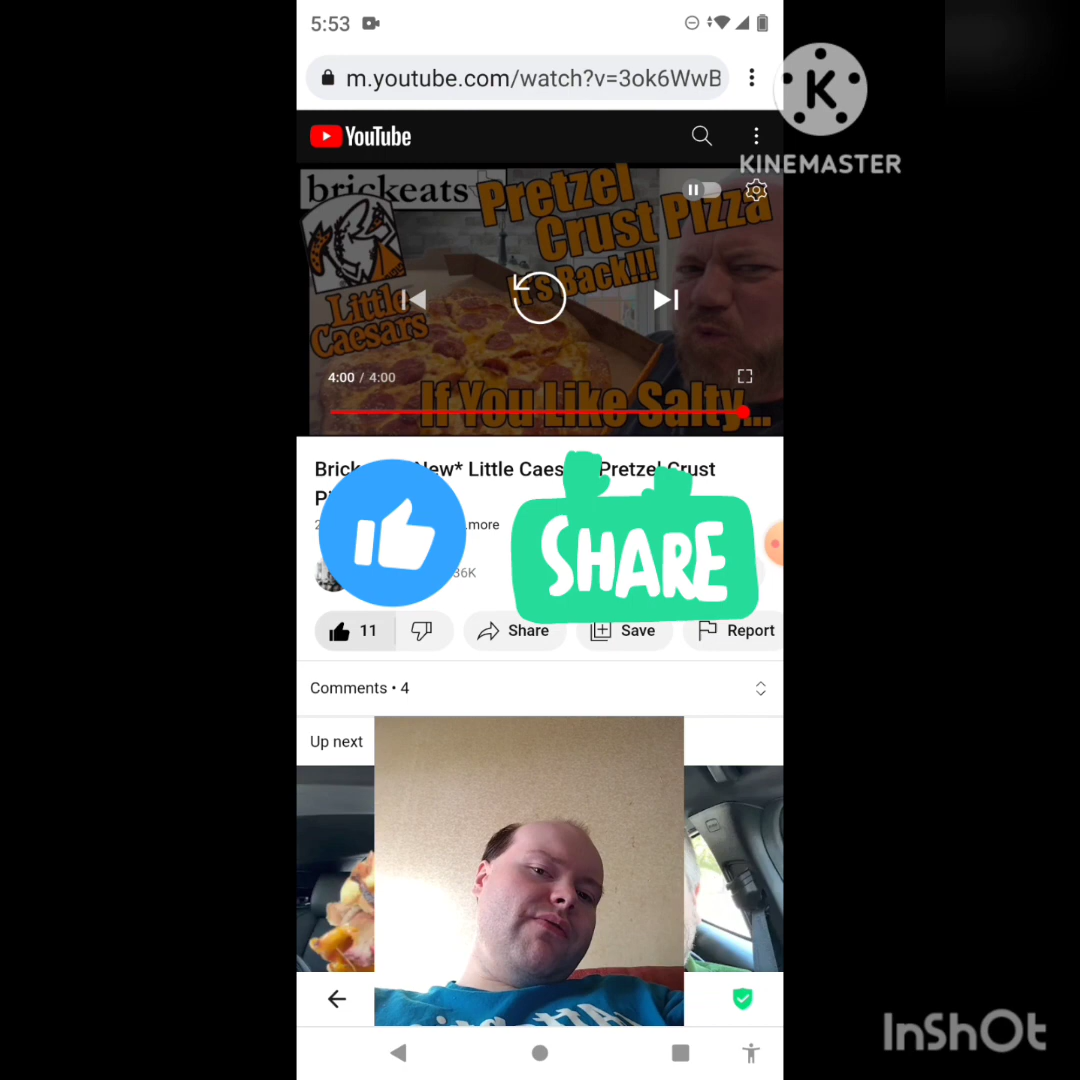 5:53
m.youtube.com/watch?v=3ok6WwB
K
KINEMASTER
YouTube
brickeats
Pretzel
Crust Pizza
It's Back!!!
Little
Caesars
4:00 / 4:00
If You Like Salty...
Brick New* Little Caes Pretzel Crust
...more
36K
SHARE
11
Share
Save
Report
Comments • 4
Up next
InShOt